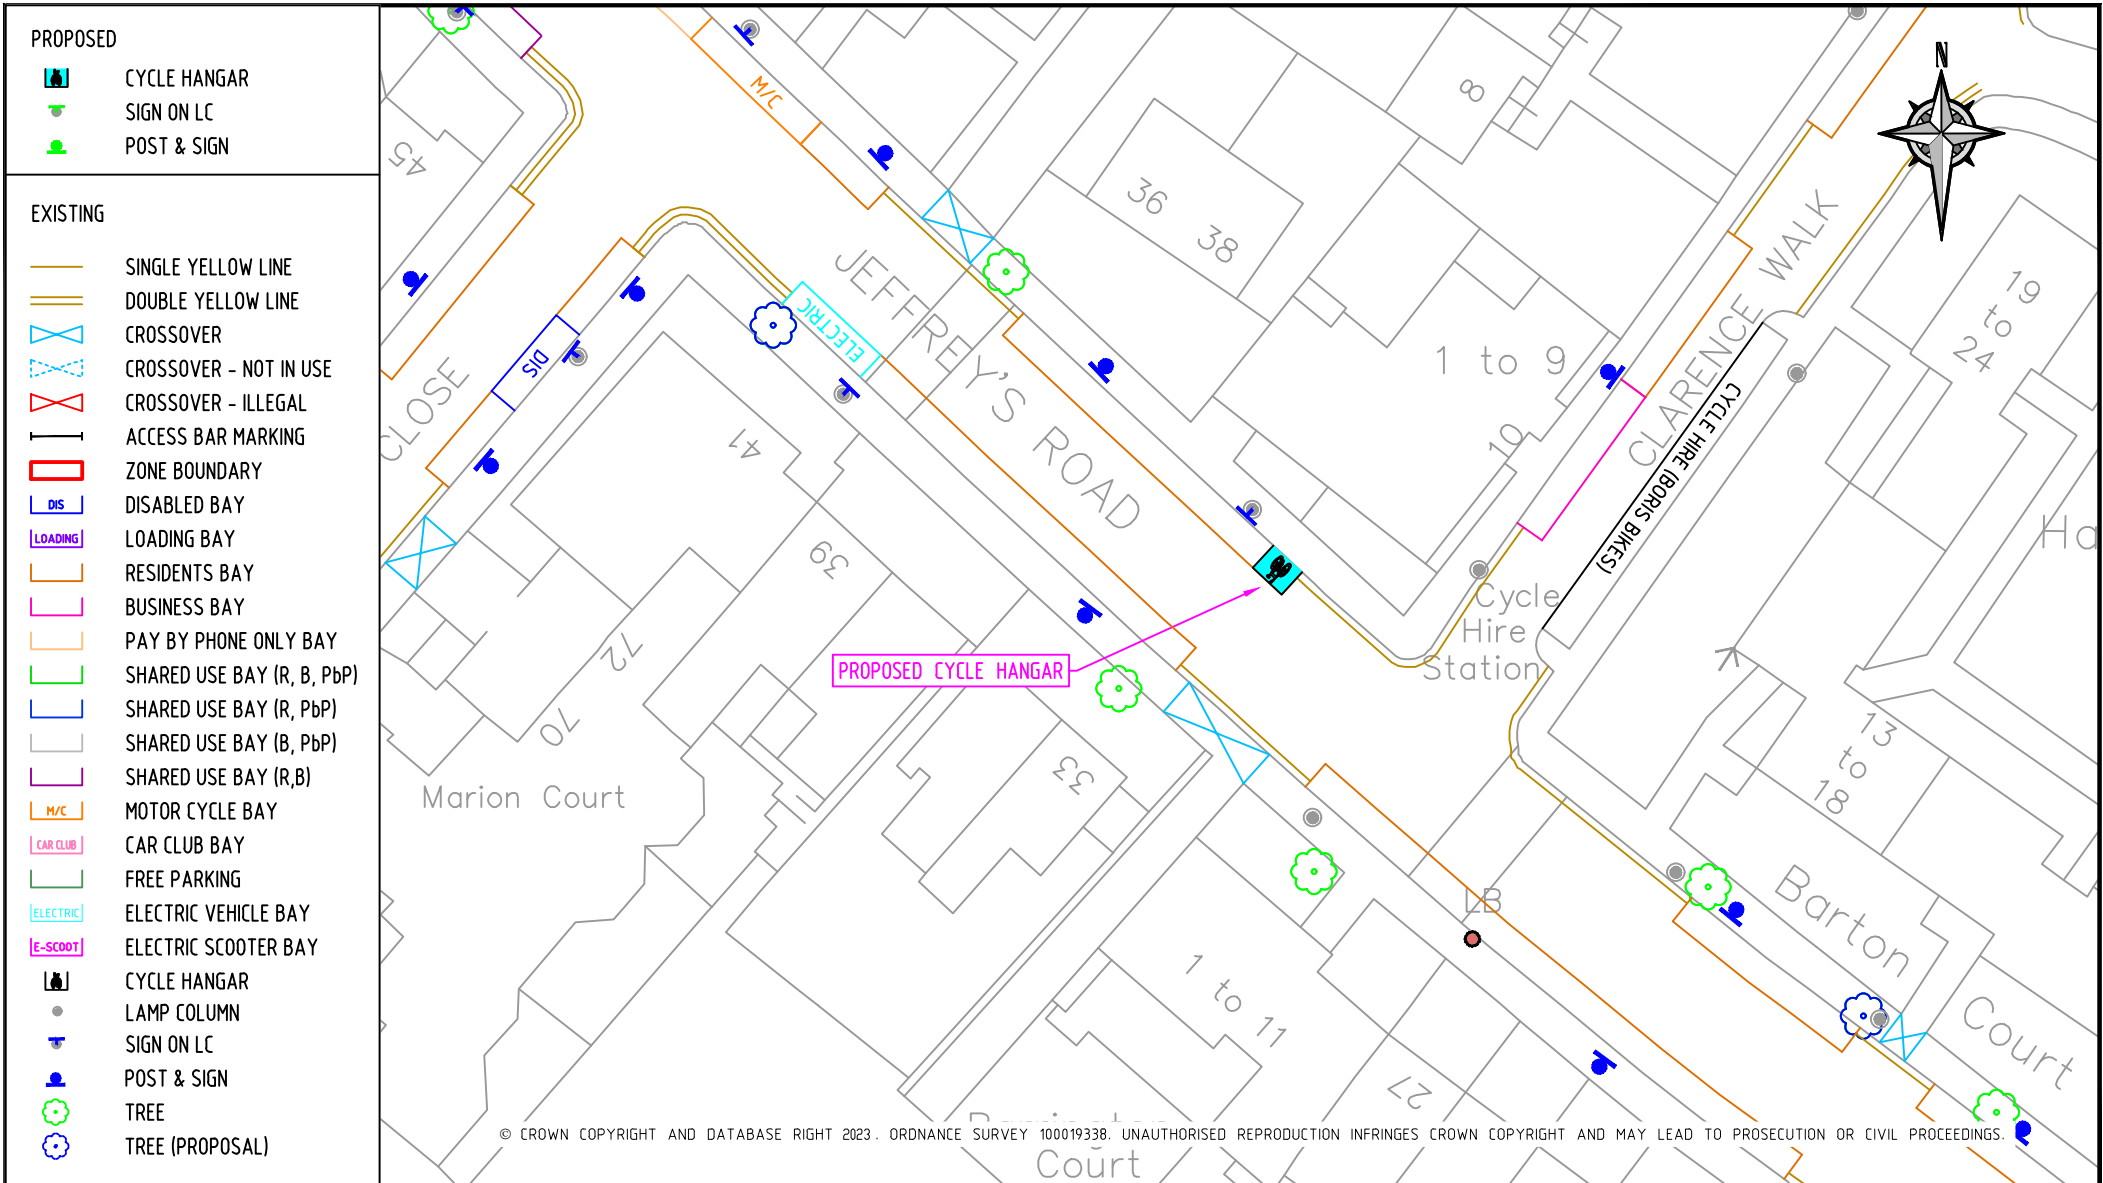 PROPOSED
CYCLE HANGAR
SIGN ON LC
POST & SIGN
EXISTING
SINGLE YELLOW LINE
DOUBLE YELLOW LINE
CROSSOVER
CROSSOVER - NOT IN USE
CROSSOVER - ILLEGAL
ACCESS BAR MARKING
ZONE BOUNDARY
DIS
DISABLED BAY
LOADING
LOADING BAY
RESIDENTS BAY
BUSINESS BAY
PAY BY PHONE ONLY BAY
SHARED USE BAY (R, B, PbP)
SHARED USE BAY (R, PbP)
SHARED USE BAY (B, PbP)
SHARED USE BAY (R,B)
M/C
MOTOR CYCLE BAY
CAR CLUB
CAR CLUB BAY
FREE PARKING
ELECTRIC
ELECTRIC VEHICLE BAY
E-SCOOT
ELECTRIC SCOOTER BAY
CYCLE HANGAR
LAMP COLUMN
SIGN ON LC
POST & SIGN
TREE
TREE (PROPOSAL)
N
M/C
8
45
36
38
JEFFREY'S ROAD
CLARENCE WALK
19
to
24
ELECTRIC
DIS
CLOSE
1 to 9
10
CYCLE HIRE (BORIS BIKES)
41
39
Ha
Cycle
Hire
Station
PROPOSED CYCLE HANGAR
72
70
33
Marion Court
13
to
18
LB
Barton
Court
1 to 11
27
Court
© CROWN COPYRIGHT AND DATABASE RIGHT 2023. ORDNANCE SURVEY 100019338. UNAUTHORISED REPRODUCTION INFRINGES CROWN COPYRIGHT AND MAY LEAD TO PROSECUTION OR CIVIL PROCEEDINGS.